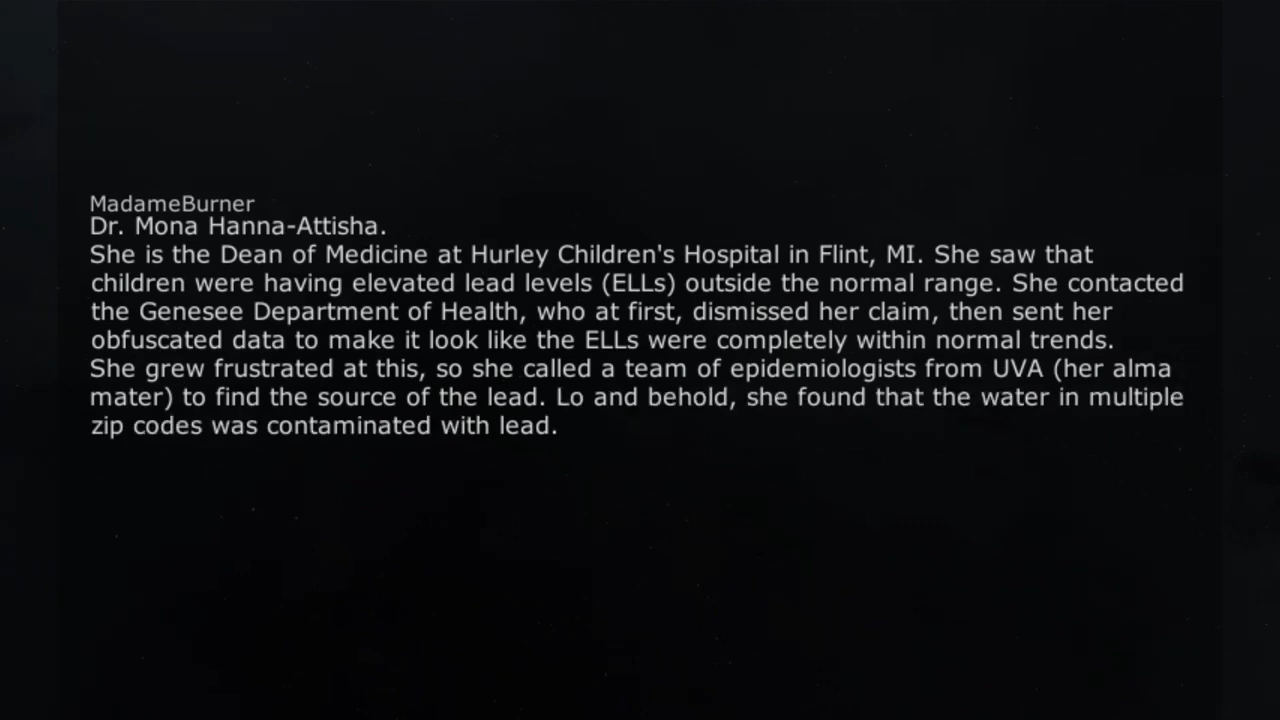 MadameBurner
Dr. Mona Hanna-Attisha.
She is the Dean of Medicine at Hurley Children's Hospital in Flint, MI. She saw that
children were having elevated lead levels (ELLs) outside the normal range. She contacted
the Genesee Department of Health, who at first, dismissed her claim, then sent her
obfuscated data to make it look like the ELLs were completely within normal trends.
She grew frustrated at this, so she called a team of epidemiologists from UVA (her alma
mater) to find the source of the lead. Lo and behold, she found that the water in multiple
zip codes was contaminated with lead.